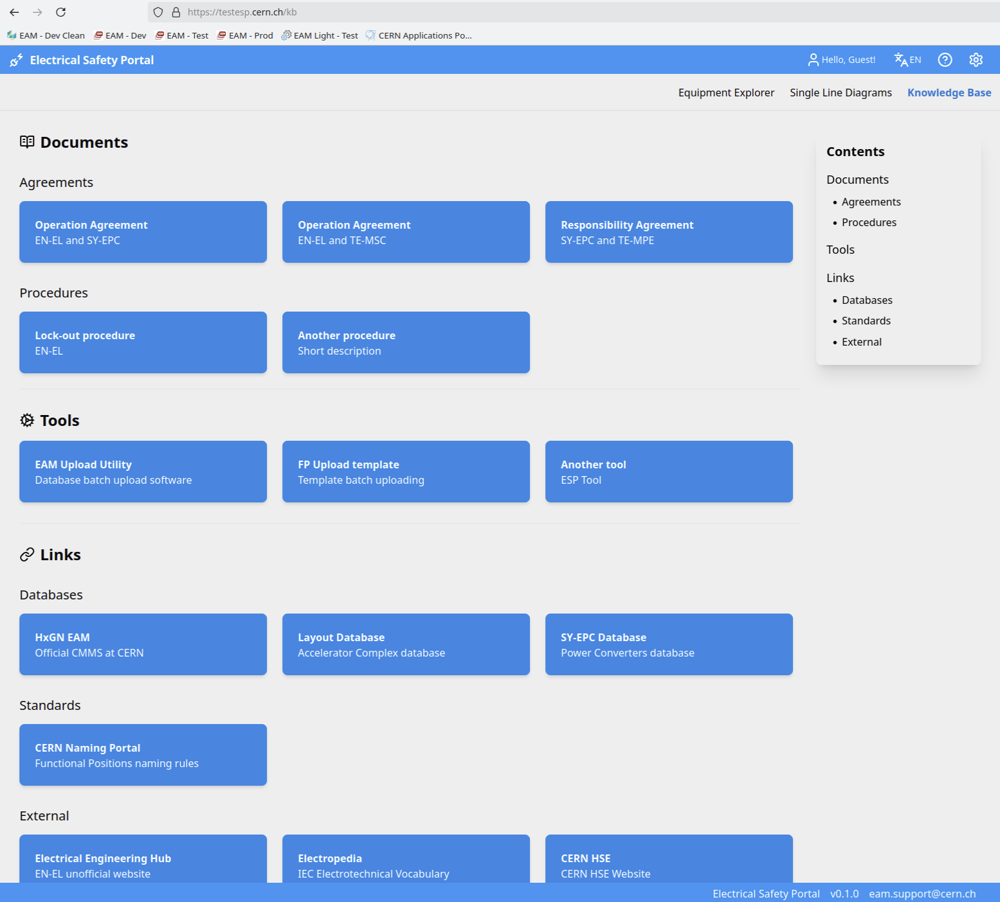 https://testesp.cern.ch/kb
EAM - Dev Clean
EAM - Dev
EAM - Test
EAM - Prod
EAM Light - Test
CERN Applications Po...
Electrical Safety Portal
Hello, Guest!
EN
Equipment Explorer
Single Line Diagrams
Knowledge Base
Documents
Agreements
Operation Agreement
EN-EL and SY-EPC
Operation Agreement
EN-EL and TE-MSC
Responsibility Agreement
SY-EPC and TE-MPE
Procedures
Lock-out procedure
EN-EL
Another procedure
Short description
Tools
EAM Upload Utility
Database batch upload software
FP Upload template
Template batch uploading
Another tool
ESP Tool
Links
Databases
HxGN EAM
Official CMMS at CERN
Layout Database
Accelerator Complex database
SY-EPC Database
Power Converters database
Standards
CERN Naming Portal
Functional Positions naming rules
External
Electrical Engineering Hub
EN-EL unofficial website
Electropedia
IEC Electrotechnical Vocabulary
CERN HSE
CERN HSE Website
Contents
Documents
• Agreements
• Procedures
Tools
Links
• Databases
• Standards
• External
Electrical Safety Portal
v0.1.0
eam.support@cern.ch